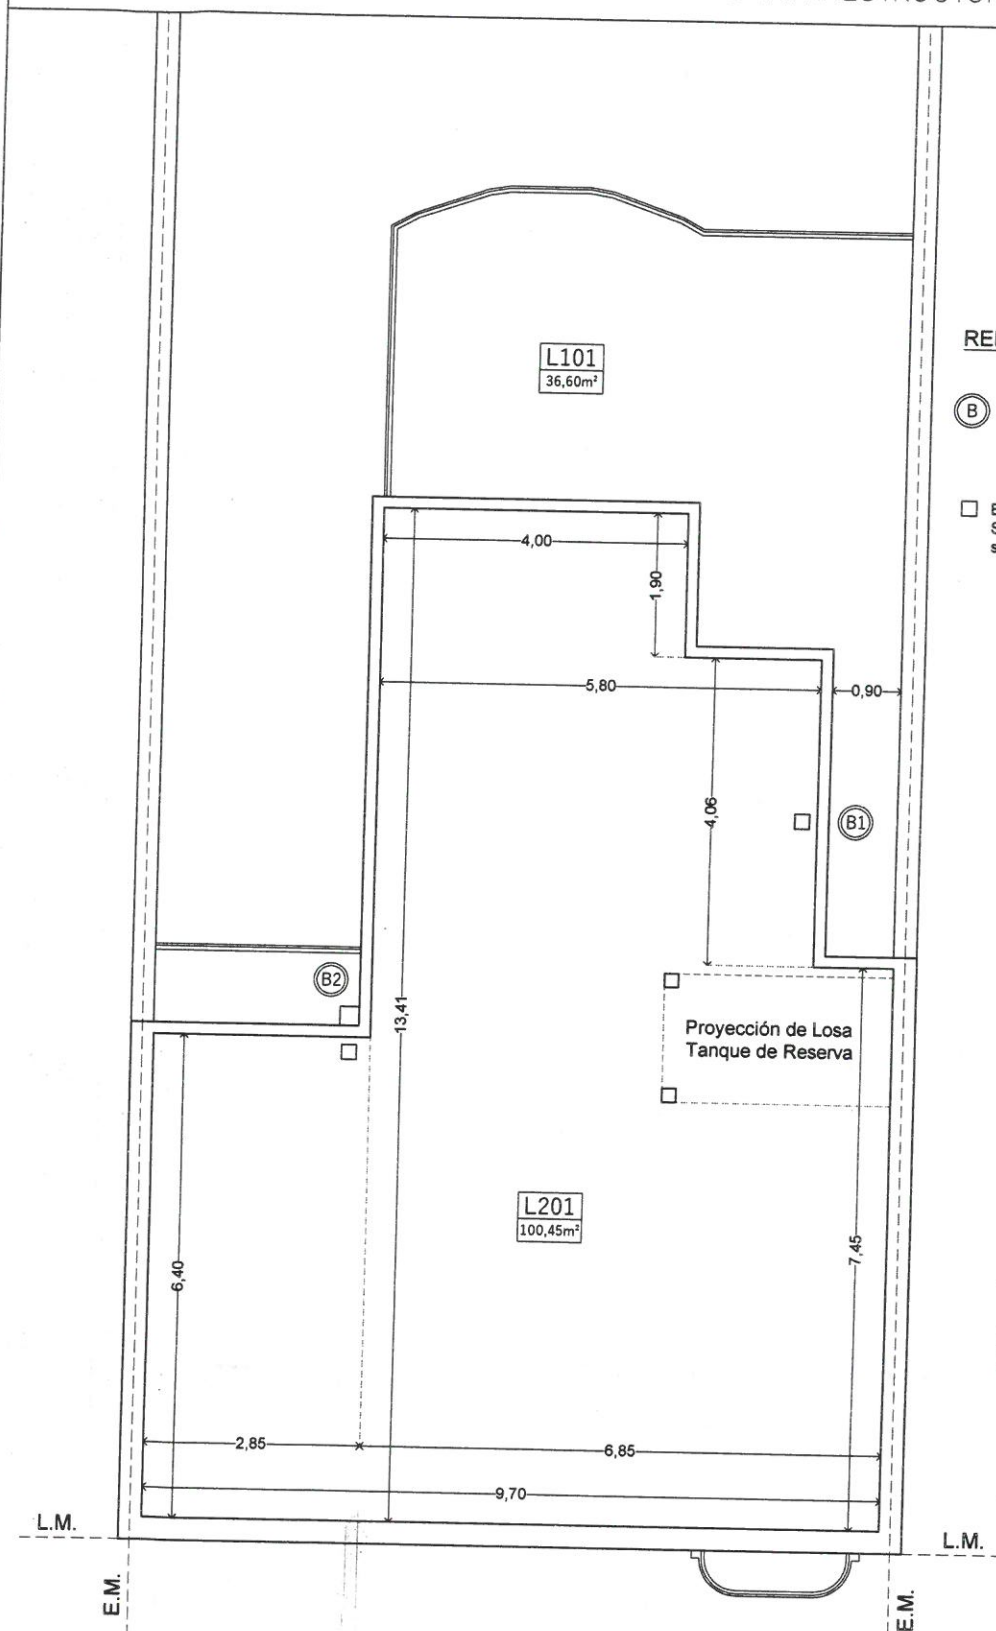 L101
36,60m²
B
4,00
1,90
5,80
0,90
4,06
B1
B2
13,41
Proyección de Losa
Tanque de Reserva
L201
100,45m²
6,40
7,45
2,85
6,85
9,70
L.M.
L.M.
E.M.
E.M.